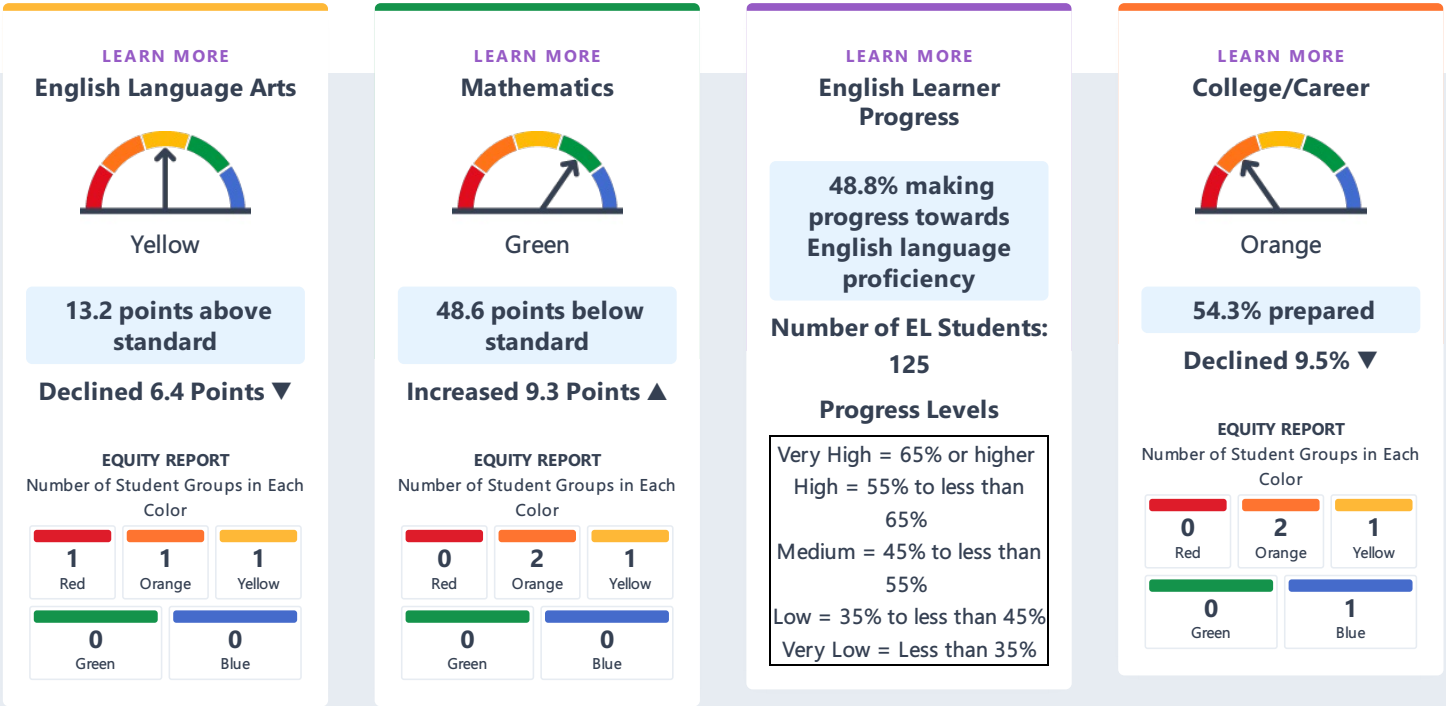 LEARN MORE
English Language Arts
Yellow
13.2 points above
standard
Declined 6.4 Points ▼
EQUITY REPORT
Number of Student Groups in Each
Color
1
Red
1
Orange
1
Yellow
0
Green
0
Blue
LEARN MORE
Mathematics
Green
48.6 points below
standard
Increased 9.3 Points ▲
EQUITY REPORT
Number of Student Groups in Each
Color
0
Red
2
Orange
1
Yellow
0
Green
0
Blue
LEARN MORE
English Learner
Progress
48.8% making
progress towards
English language
proficiency
Number of EL Students:
125
Progress Levels
Very High = 65% or higher
High = 55% to less than
65%
Medium = 45% to less than
55%
Low = 35% to less than 45%
Very Low = Less than 35%
LEARN MORE
College/Career
Orange
54.3% prepared
Declined 9.5% ▼
EQUITY REPORT
Number of Student Groups in Each
Color
0
Red
2
Orange
1
Yellow
0
Green
1
Blue